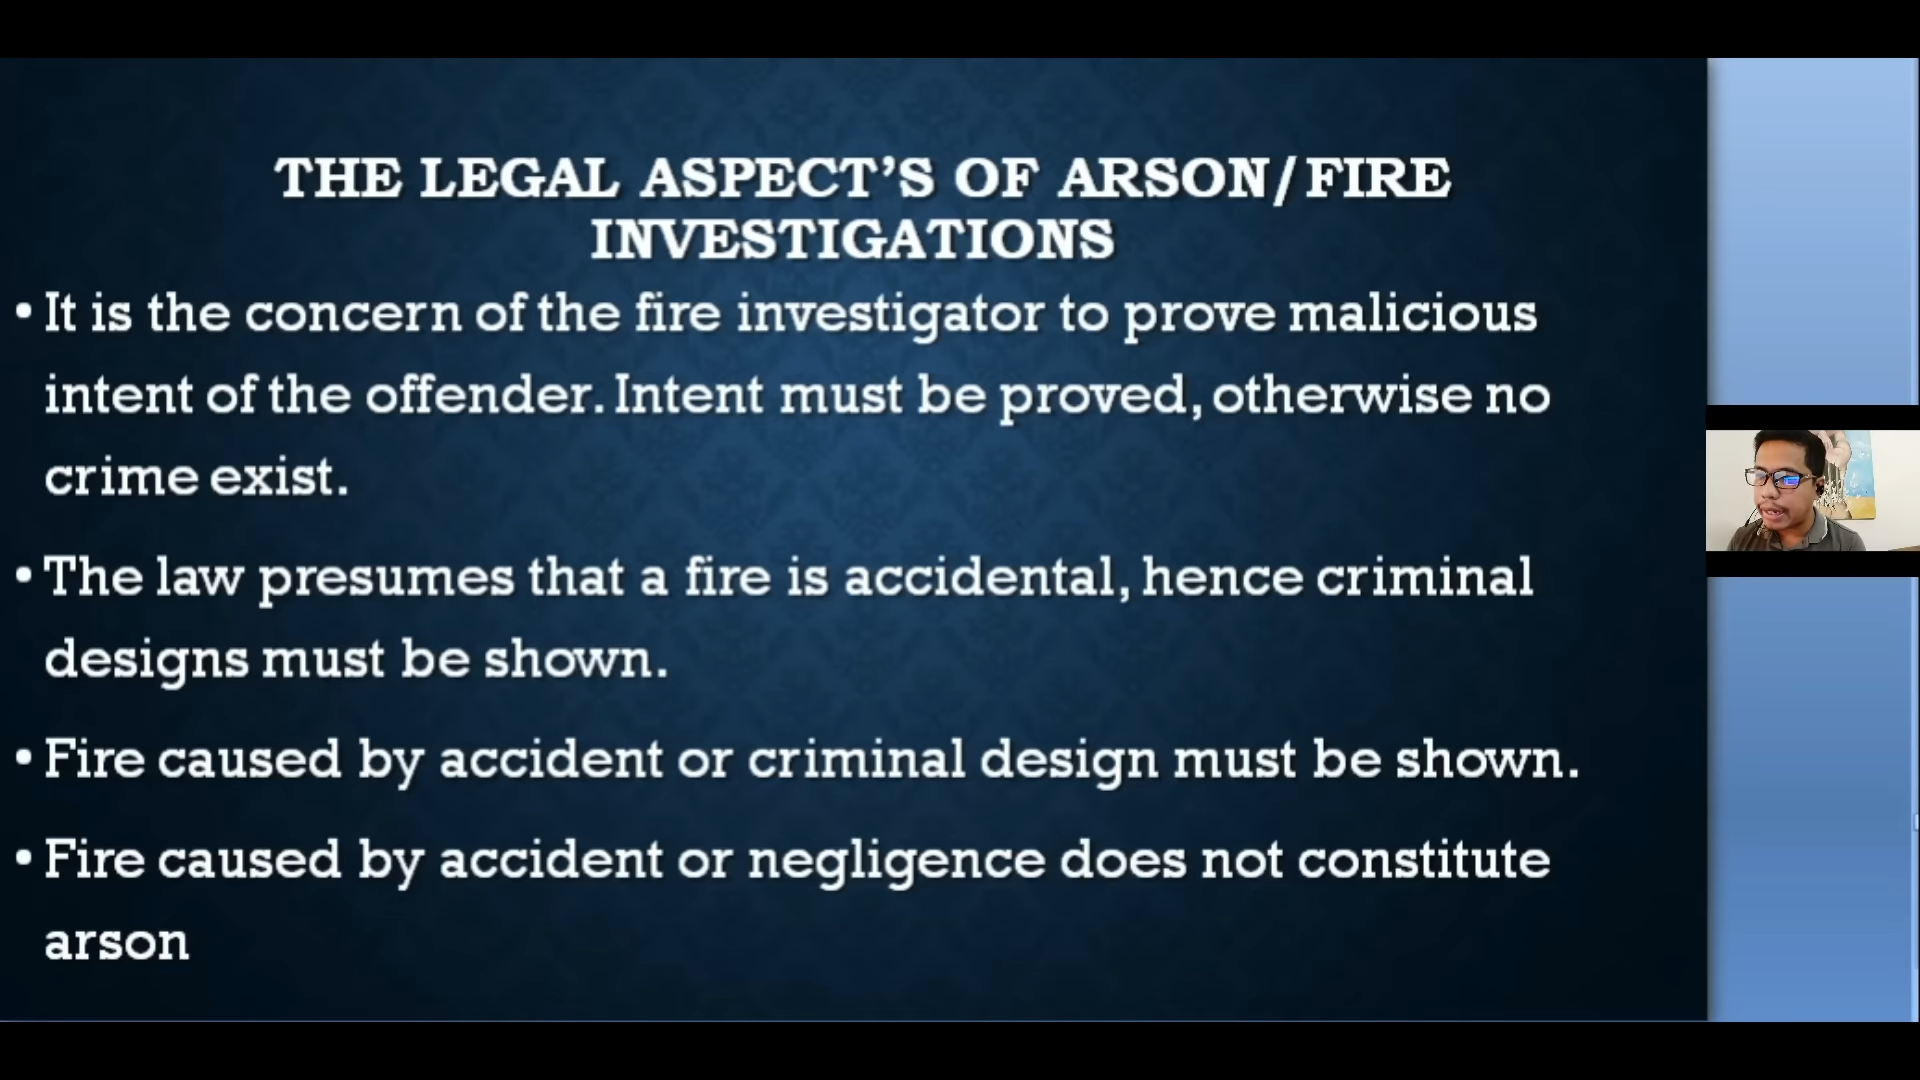 THE LEGAL ASPECT’S OF ARSON/FIRE
INVESTIGATIONS
• It is the concern of the fire investigator to prove malicious
intent of the offender. Intent must be proved, otherwise no
crime exist.
• The law presumes that a fire is accidental, hence criminal
designs must be shown.
• Fire caused by accident or criminal design must be shown.
• Fire caused by accident or negligence does not constitute
arson